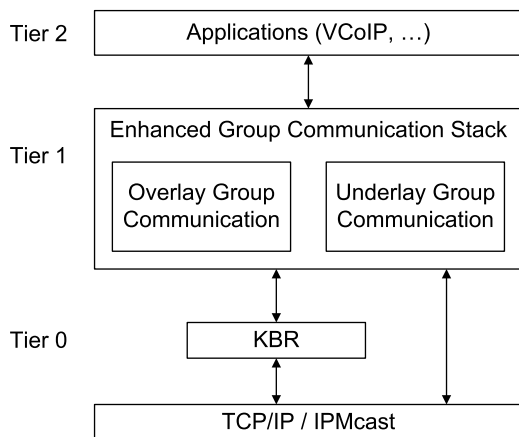 Tier 2
Applications (VCoIP, …)
Enhanced Group Communication Stack
Tier 1
Overlay Group
Communication
Underlay Group
Communication
Tier 0
KBR
TCP/IP / IPMcast